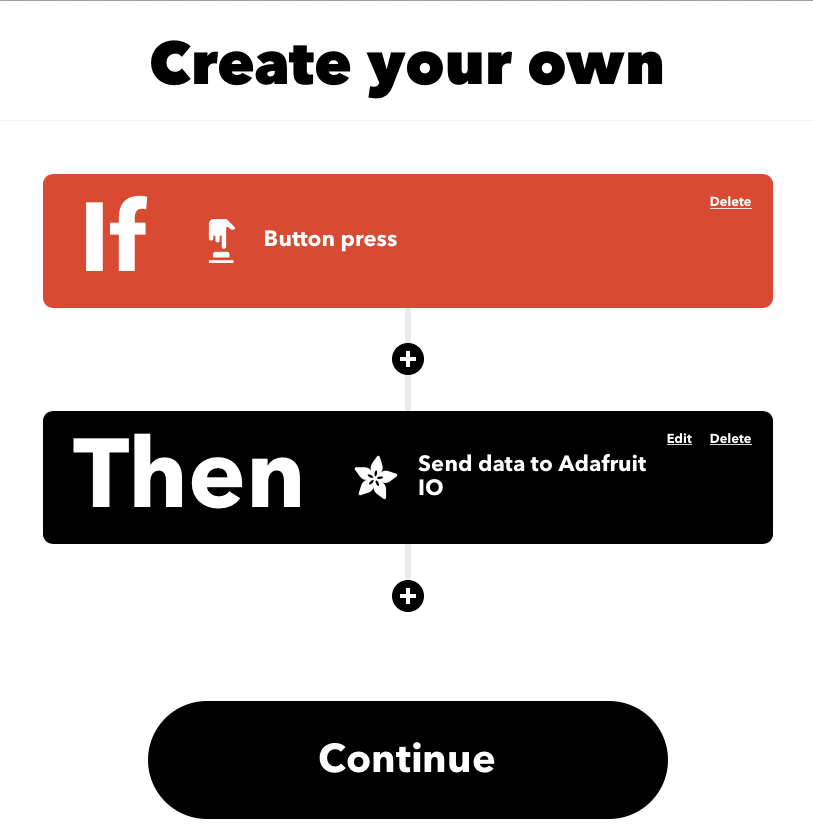 Create your own
If
Button press
Delete
Then
Send data to Adafruit
IO
Edit
Delete
Continue